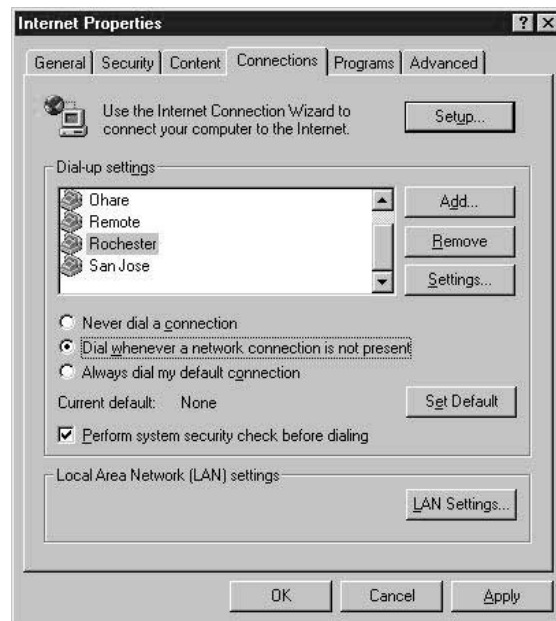 Internet Properties
? X
General Security Content Connections Programs Advanced
Use the Internet Connection Wizard to
connect your computer to the Internet.
Setup...
Dial-up settings
Ohare
Remote
Rochester
San Jose
Add...
Remove
Settings...
Never dial a connection
Dial whenever a network connection is not present
Always dial my default connection
Current default: None
Set Default
Perform system security check before dialing
Local Area Network (LAN) settings
LAN Settings...
OK Cancel Apply